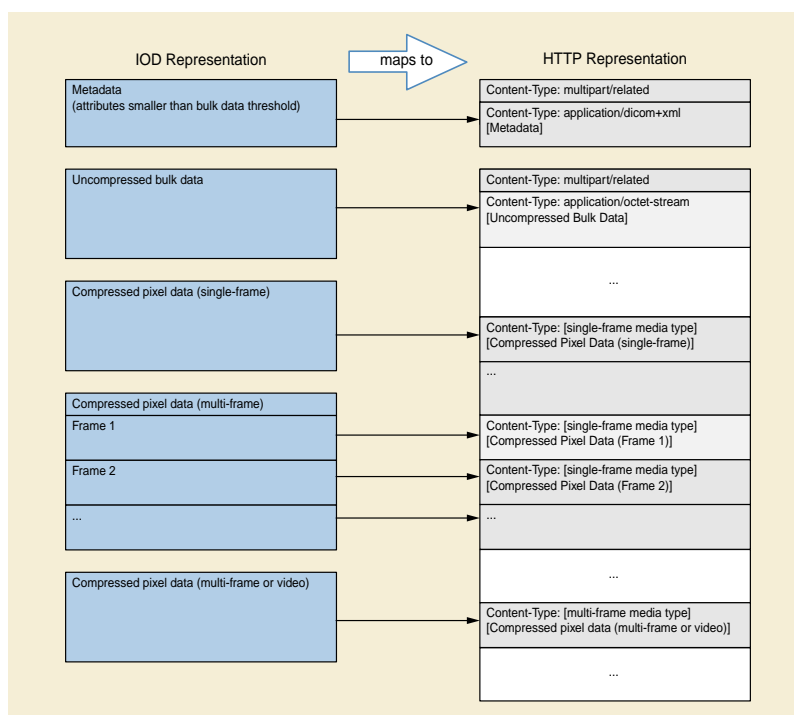 IOD Representation
maps to
HTTP Representation
Metadata
(attributes smaller than bulk data threshold)
Content-Type: multipart/related
Content-Type: application/dicom+xml
[Metadata]
Uncompressed bulk data
Content-Type: multipart/related
Content-Type: application/octet-stream
[Uncompressed Bulk Data]
...
Compressed pixel data (single-frame)
Content-Type: [single-frame media type]
[Compressed Pixel Data (single-frame)]
...
Compressed pixel data (multi-frame)
Frame 1
Content-Type: [single-frame media type]
[Compressed Pixel Data (Frame 1)]
Frame 2
Content-Type: [single-frame media type]
[Compressed Pixel Data (Frame 2)]
...
...
...
Compressed pixel data (multi-frame or video)
Content-Type: [multi-frame media type]
[Compressed pixel data (multi-frame or video)]
...